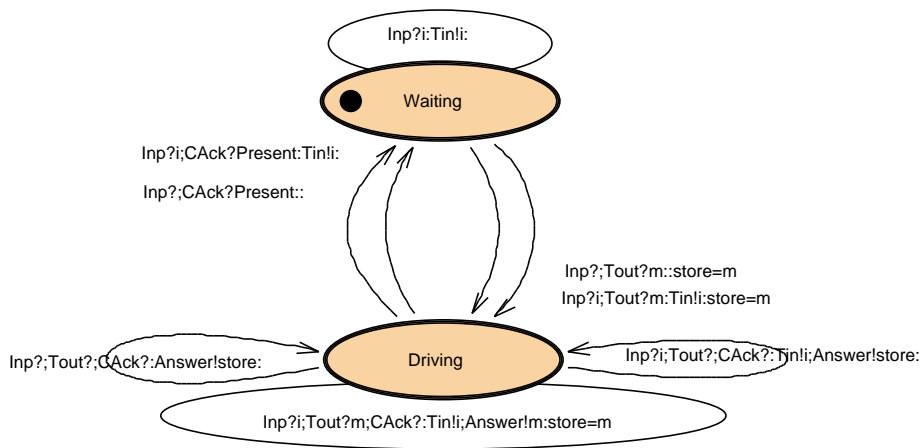 Inp?i:Tin!i:
Waiting
Inp?i;CAck?Present:Tin!i:
Inp?;CAck?Present::
Inp?;Tout?m::store=m
Inp?i;Tout?m:Tin!i:store=m
Inp?;Tout?;CAck?:Answer!store:
Driving
Inp?i;Tout?;CAck?:Tin!i;Answer!store:
Inp?i;Tout?m;CAck?:Tin!i;Answer!m:store=m